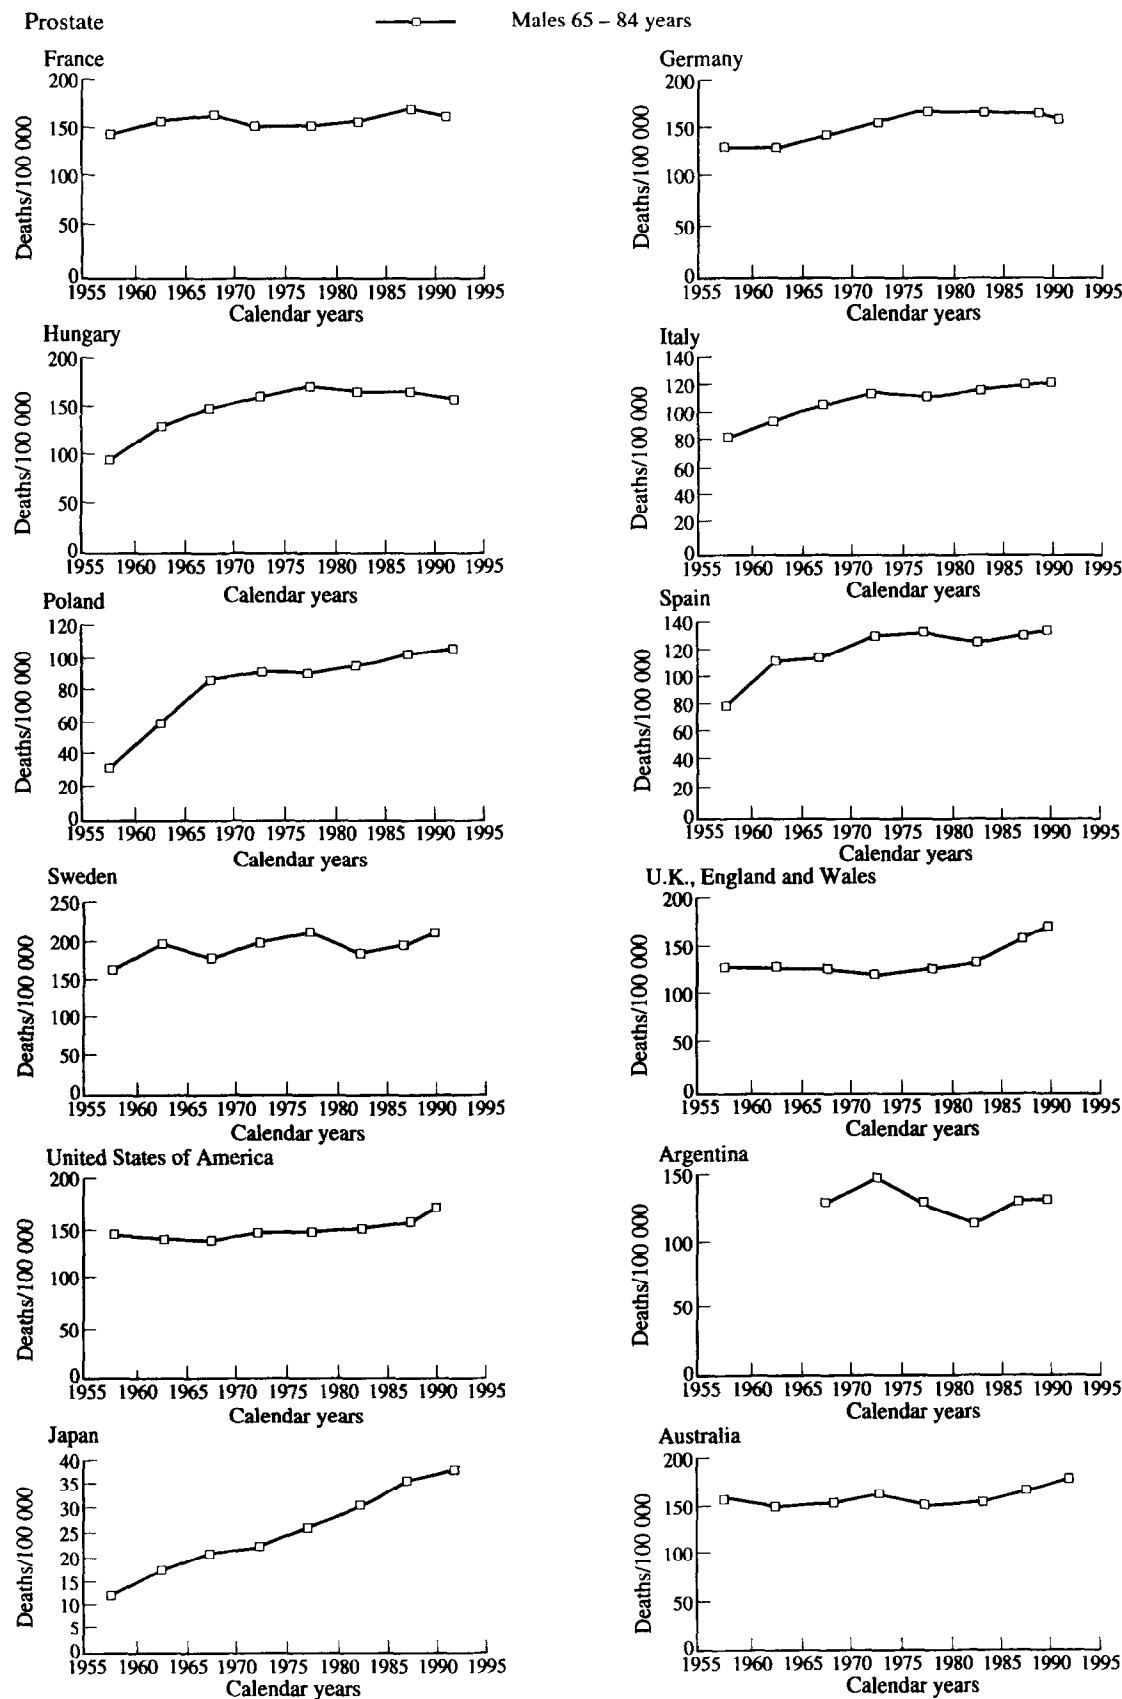 Prostate
Males 65 – 84 years
France
200
150
100
50
0
Deaths/100 000
1955 1960 1965 1970 1975 1980 1985 1990 1995
Calendar years
Germany
200
150
100
50
0
Deaths/100 000
1955 1960 1965 1970 1975 1980 1985 1990 1995
Calendar years
Hungary
200
150
100
50
0
Deaths/100 000
1955 1960 1965 1970 1975 1980 1985 1990 1995
Calendar years
Italy
140
120
100
80
60
40
20
0
Deaths/100 000
1955 1960 1965 1970 1975 1980 1985 1990 1995
Calendar years
Poland
120
100
80
60
40
20
0
Deaths/100 000
1955 1960 1965 1970 1975 1980 1985 1990 1995
Calendar years
Spain
140
120
100
80
60
40
20
0
Deaths/100 000
1955 1960 1965 1970 1975 1980 1985 1990 1995
Calendar years
Sweden
250
200
150
100
50
0
Deaths/100 000
1955 1960 1965 1970 1975 1980 1985 1990 1995
Calendar years
U.K., England and Wales
200
150
100
50
0
Deaths/100 000
1955 1960 1965 1970 1975 1980 1985 1990 1995
Calendar years
United States of America
200
150
100
50
0
Deaths/100 000
1955 1960 1965 1970 1975 1980 1985 1990 1995
Calendar years
Argentina
150
100
50
0
Deaths/100 000
1955 1960 1965 1970 1975 1980 1985 1990 1995
Calendar years
Japan
40
35
30
25
20
15
10
5
0
Deaths/100 000
1955 1960 1965 1970 1975 1980 1985 1990 1995
Calendar years
Australia
200
150
100
50
0
Deaths/100 000
1955 1960 1965 1970 1975 1980 1985 1990 1995
Calendar years